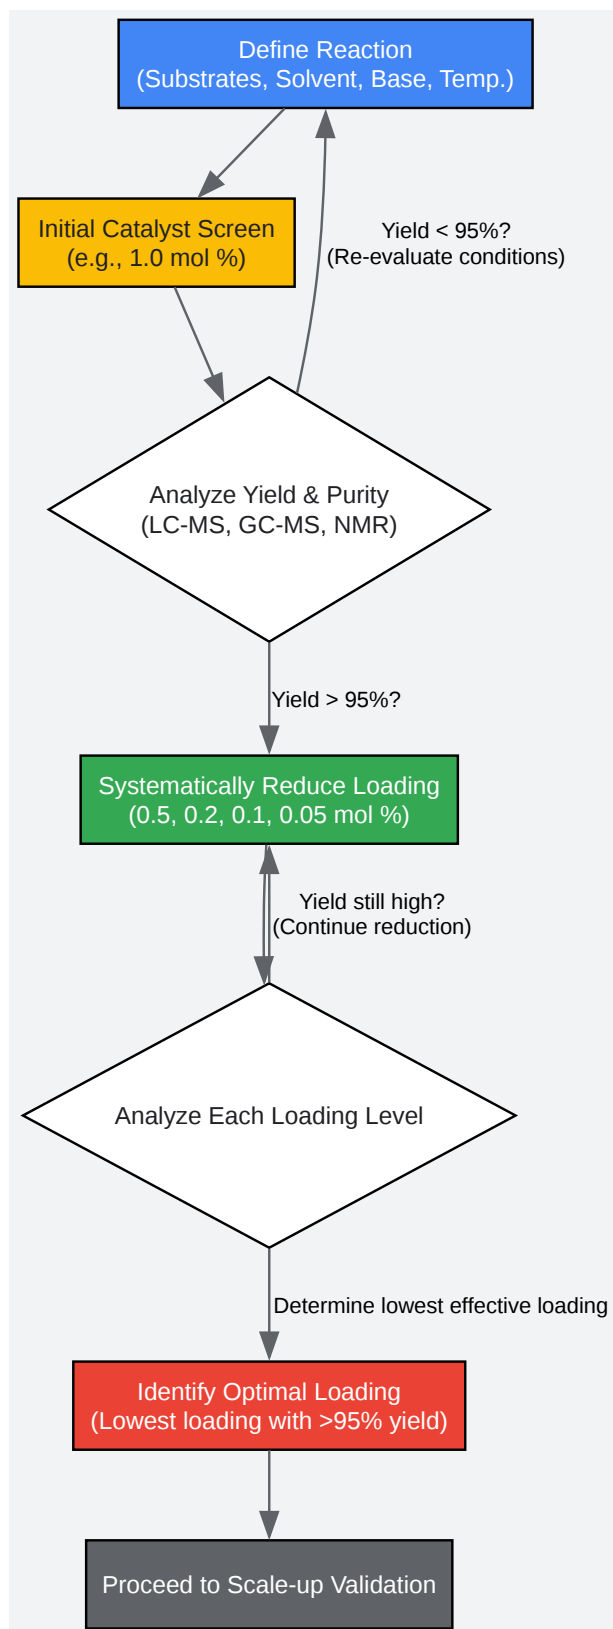 Define Reaction
(Substrates, Solvent, Base, Temp.)
Initial Catalyst Screen
(e.g., 1.0 mol %)
Yield < 95%?
(Re-evaluate conditions)
Analyze Yield & Purity
(LC-MS, GC-MS, NMR)
Yield > 95%?
Systematically Reduce Loading
(0.5, 0.2, 0.1, 0.05 mol %)
Yield still high?
(Continue reduction)
Analyze Each Loading Level
Determine lowest effective loading
Identify Optimal Loading
(Lowest loading with >95% yield)
Proceed to Scale-up Validation